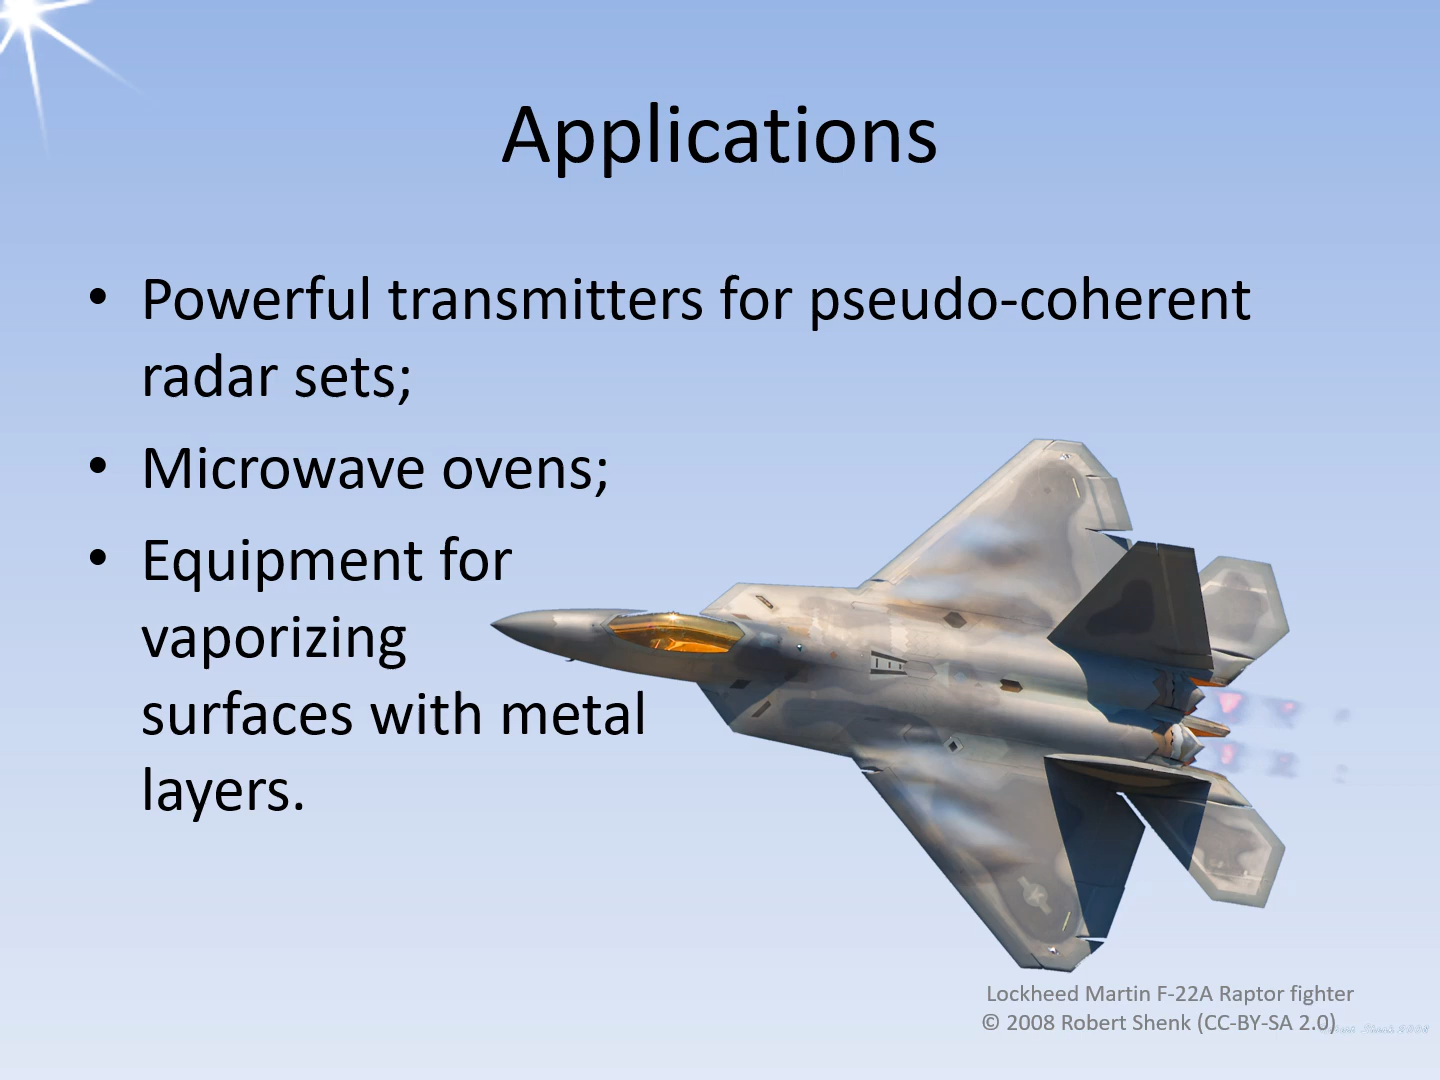 Applications
• Powerful transmitters for pseudo-coherent
radar sets;
• Microwave ovens;
• Equipment for
vaporizing
surfaces with metal
layers.
Lockheed Martin F-22A Raptor fighter
© 2008 Robert Shenk (CC-BY-SA 2.0)